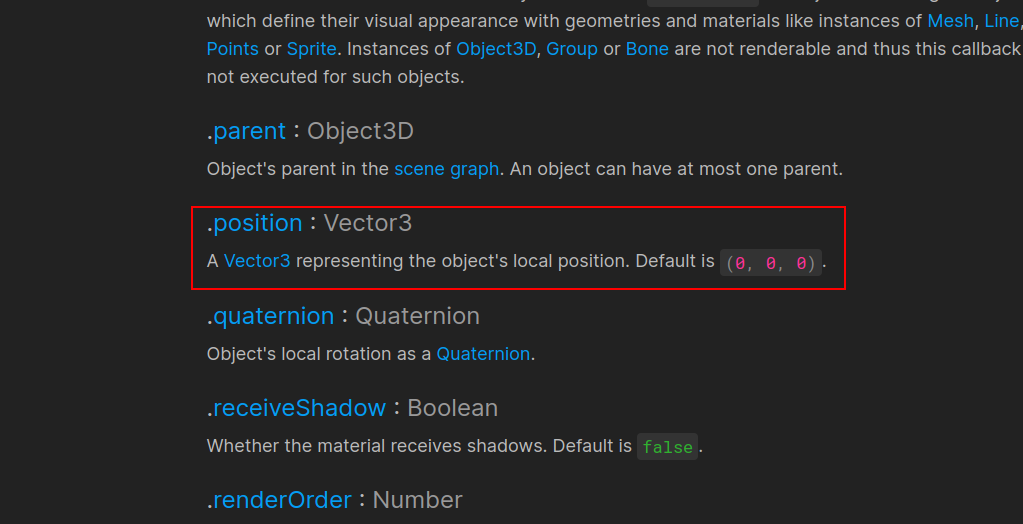 which define their visual appearance with geometries and materials like instances of Mesh, Line,
Points or Sprite. Instances of Object3D, Group or Bone are not renderable and thus this callback
not executed for such objects.
.parent : Object3D
Object's parent in the scene graph. An object can have at most one parent.
.position : Vector3
A Vector3 representing the object's local position. Default is (0, 0, 0).
.quaternion : Quaternion
Object's local rotation as a Quaternion.
.receiveShadow : Boolean
Whether the material receives shadows. Default is false.
.renderOrder : Number